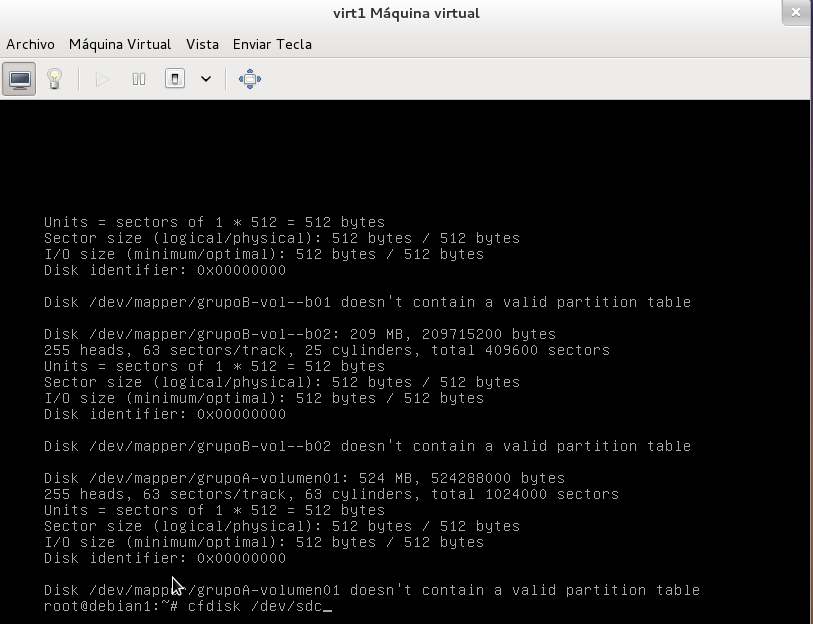 virt1 Máquina virtual
Archivo Máquina Virtual Vista Enviar Tecla
Units = sectors of 1 * 512 = 512 bytes
Sector size (logical/physical): 512 bytes / 512 bytes
I/O size (minimum/optimal): 512 bytes / 512 bytes
Disk identifier: 0x00000000
Disk /dev/mapper/grupoB-vol--b01 doesn't contain a valid partition table
Disk /dev/mapper/grupoB-vol--b02: 209 MB, 209715200 bytes
255 heads, 63 sectors/track, 25 cylinders, total 409600 sectors
Units = sectors of 1 * 512 = 512 bytes
Sector size (logical/physical): 512 bytes / 512 bytes
I/O size (minimum/optimal): 512 bytes / 512 bytes
Disk identifier: 0x00000000
Disk /dev/mapper/grupoB-vol--b02 doesn't contain a valid partition table
Disk /dev/mapper/grupoA-volumen01: 524 MB, 524288000 bytes
255 heads, 63 sectors/track, 63 cylinders, total 1024000 sectors
Units = sectors of 1 * 512 = 512 bytes
Sector size (logical/physical): 512 bytes / 512 bytes
I/O size (minimum/optimal): 512 bytes / 512 bytes
Disk identifier: 0x00000000
Disk /dev/mapper/grupoA-volumen01 doesn't contain a valid partition table
root@debian1:~# cfdisk /dev/sdc_